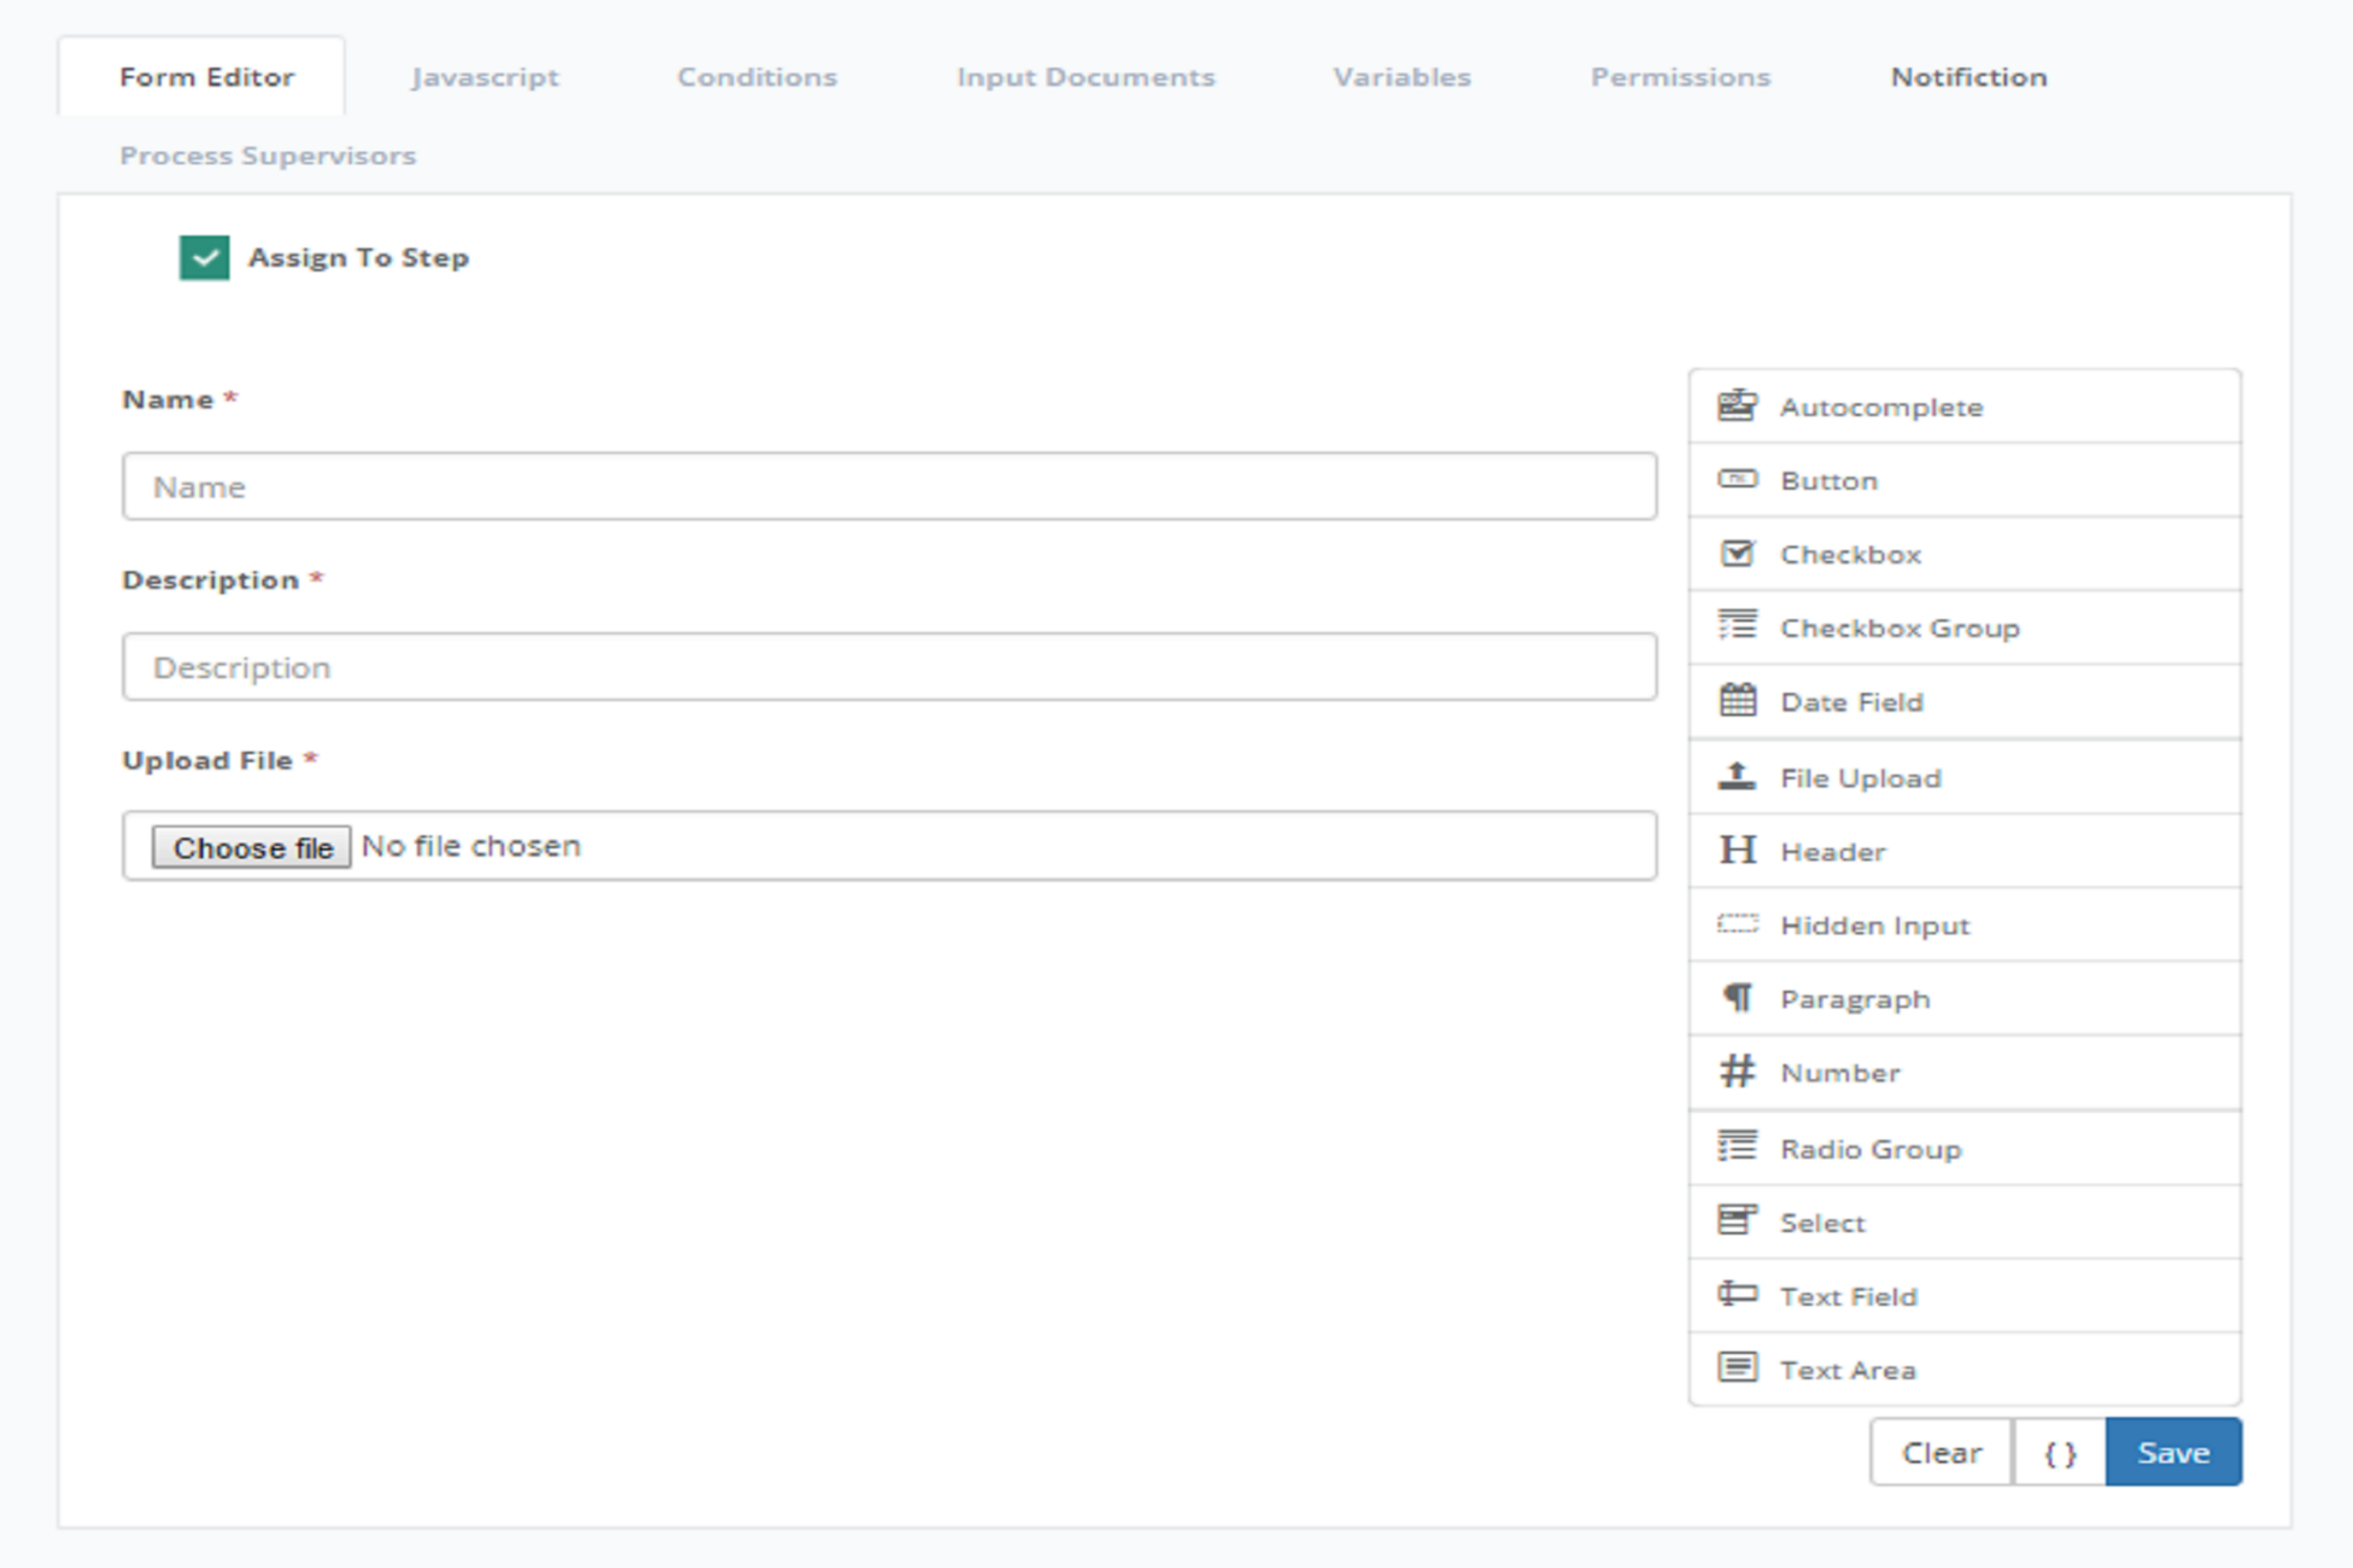 Form Editor Javascript Conditions Input Documents Variables Permissions Notifiction
Process Supervisors
Assign To Step
Name *
Name
Description *
Description
Upload File *
Choose file No file chosen
Autocomplete
Button
Checkbox
Checkbox Group
Date Field
File Upload
H Header
Hidden Input
¶ Paragraph
# Number
Radio Group
Select
Text Field
Text Area
Clear { } Save